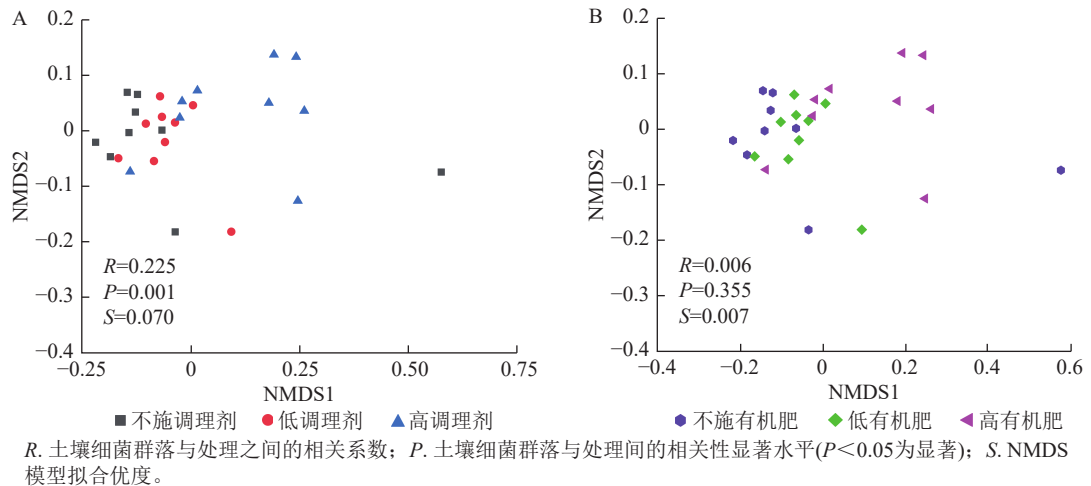 A
0.2
0.1
0
−0.1
−0.2
−0.3
−0.4
NMDS2
R=0.225
P=0.001
S=0.070
−0.25
0
0.25
0.50
0.75
NMDS1
不施调理剂
低调理剂
高调理剂
B
0.2
0.1
0
−0.1
−0.2
−0.3
−0.4
NMDS2
R=0.006
P=0.355
S=0.007
−0.4
−0.2
0
0.2
0.4
0.6
NMDS1
不施有机肥
低有机肥
高有机肥
R. 土壤细菌群落与处理之间的相关系数；P. 土壤细菌群落与处理间的相关性显著水平(P＜0.05为显著)；S. NMDS
模型拟合优度。